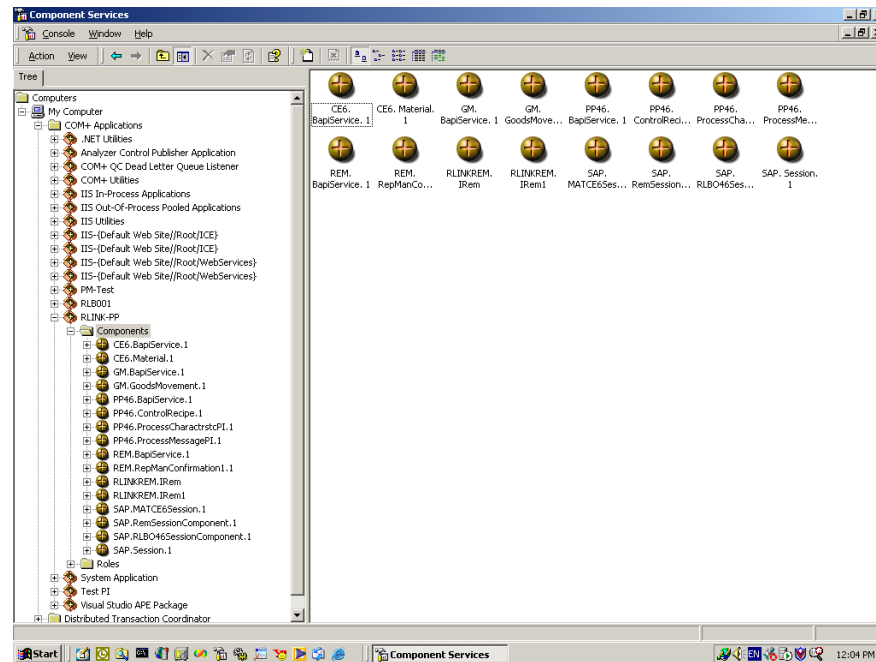 Component Services
Console Window Help
Action View
Tree
Computers
My Computer
COM+ Applications
.NET Utilities
Analyzer Control Publisher Application
COM+ QC Dead Letter Queue Listener
COM+ Utilities
IIS In-Process Applications
IIS Out-Of-Process Pooled Applications
IIS Utilities
IIS-{Default Web Site//Root/ICE}
IIS-{Default Web Site//Root/ICE}
IIS-{Default Web Site//Root/WebServices}
IIS-{Default Web Site//Root/WebServices}
PM-Test
RLB001
RLINK-PP
Components
CE6.BapiService.1
CE6.Material.1
GM.BapiService.1
GM.GoodsMovement.1
PP46.BapiService.1
PP46.ControlRecipe.1
PP46.ProcessCharactrstcPI.1
PP46.ProcessMessagePI.1
REM.BapiService.1
REM.RepManConfirmation1.1
RLINKREM.IRem
RLINKREM.IRem1
SAP.MATCE6Session.1
SAP.RemSessionComponent.1
SAP.RLBO46SessionComponent.1
SAP.Session.1
Roles
System Application
Test PI
Visual Studio APE Package
Distributed Transaction Coordinator
CE6. CE6. Material. GM. GM. PP46. PP46. PP46. PP46.
BapiService. 1 1 BapiService. 1 GoodsMove... BapiService. 1 ControlReci... ProcessCha... ProcessMe...
REM. REM. RLINKREM. RLINKREM. SAP. SAP. SAP. SAP. Session.
BapiService. 1 RepManCo... IRem IRem1 MATCE6Ses... RemSession... RLBO46Ses... 1
Start Component Services EN 12:04 PM